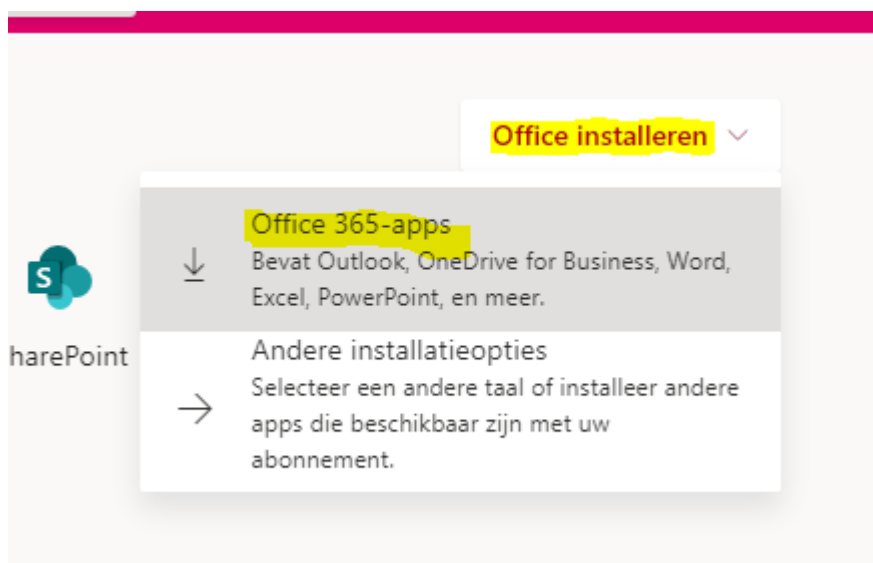 Office installeren
Office 365-apps
Bevat Outlook, OneDrive for Business, Word,
Excel, PowerPoint, en meer.
S
harePoint
Andere installatieopties
Selecteer een andere taal of installeer andere
apps die beschikbaar zijn met uw
abonnement.